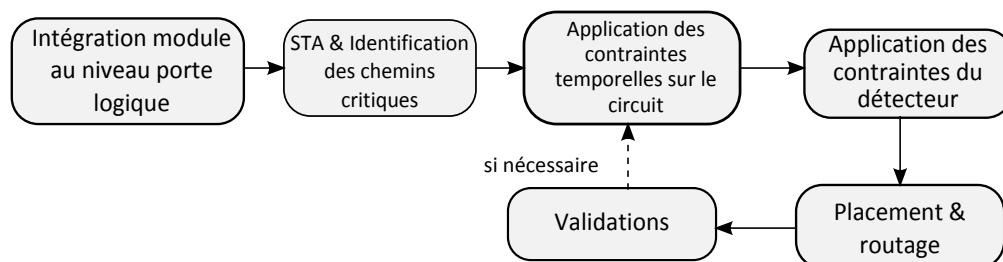 Intégration module
au niveau porte
logique
STA & Identification
des chemins
critiques
Application des
contraintes
temporelles sur le
circuit
Application des
contraintes du
détecteur
si nécessaire
Validations
Placement &
routage